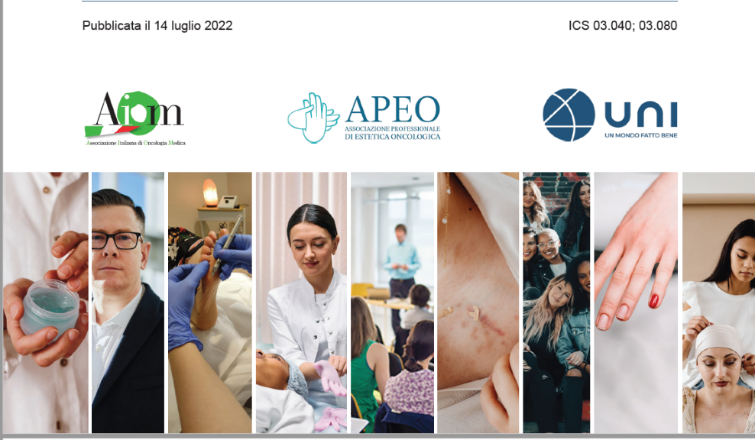 Pubblicata il 14 luglio 2022
ICS 03.040; 03.080
Aiom
Associazione Italiana di Oncologia Medica
APEO
ASSOCIAZIONE PROFESSIONALE
DI ESTETICA ONCOLOGICA
UNI
UN MONDO FATTO BENE